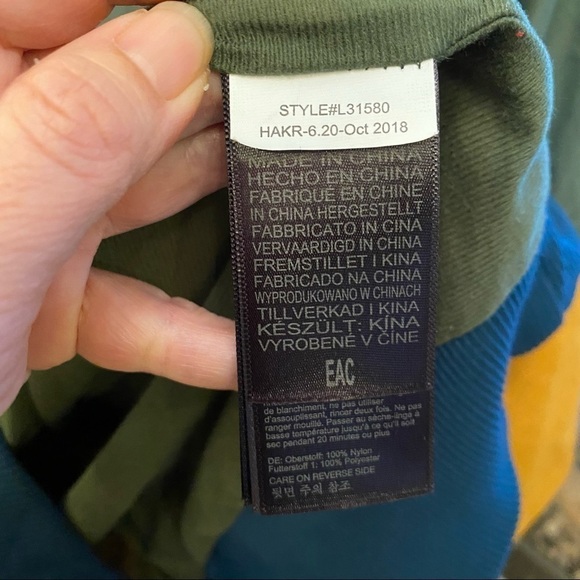 STYLE#L31580
HAKR-6.20-Oct 2018
MADE IN CHINA
HECHO EN CHINA
FABRIQUÉ EN CHINE
IN CHINA HERGESTELLT
FABBRICATO IN CINA
VERVAARDIGD IN CHINA
FREMSTILLET I KINA
FABRICADO NA CHINA
WYPRODUKOWANO W CHINACH
TILLVERKAD I KINA
KÉSZÜLT: KÍNA
VYROBENÉ V ČÍNE
EAC
de blanchiment, ne pas utiliser
d'assouplissant, rincer deux fois. Ne pas
ranger mouillé. Passer au sèche-linge à
basse température jusqu'à ce qu'il soit
sec pendant 20 minutes ou plus
DE: Oberstoff: 100% Nylon
Futterstoff 1: 100% Polyester
CARE ON REVERSE SIDE
뒷면 주의 참조